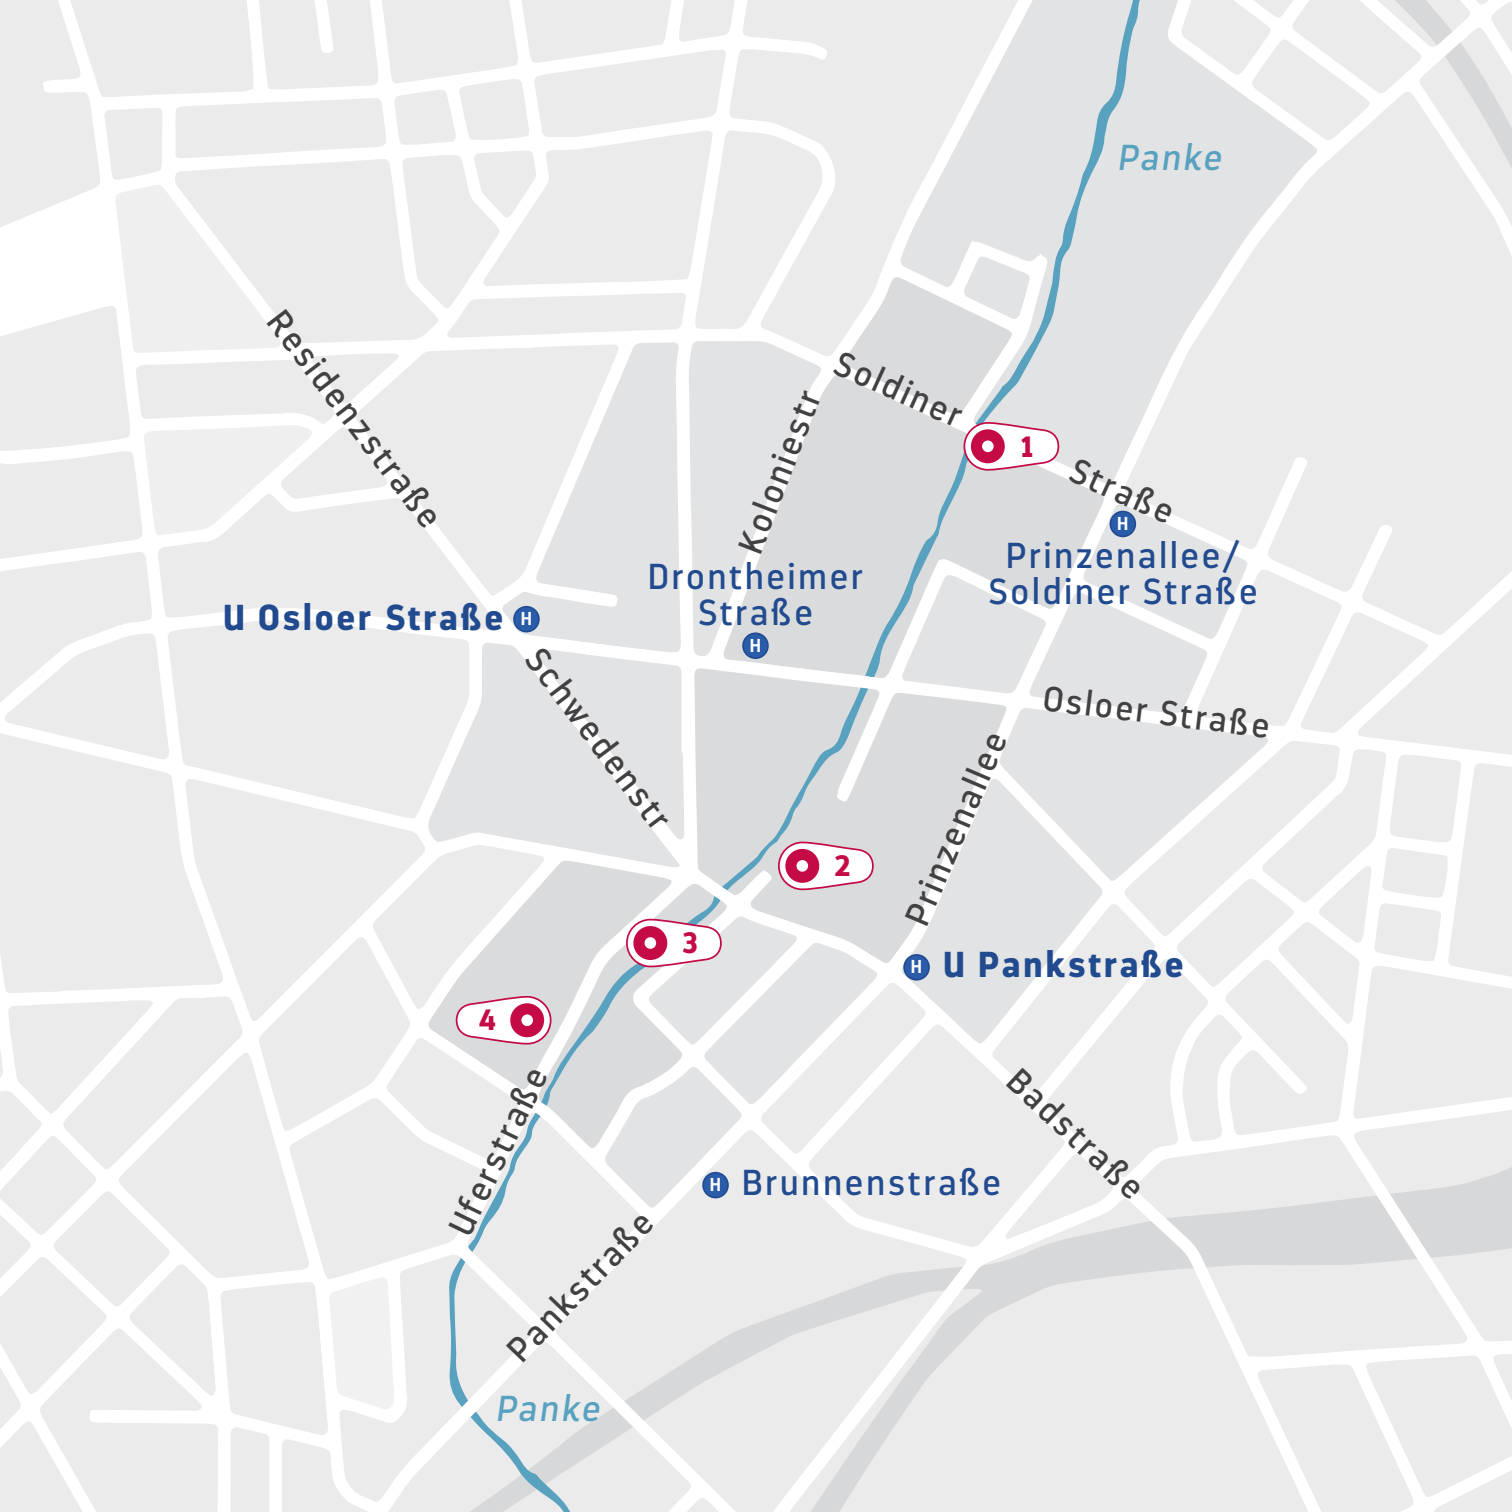 Panke
Residenzstraße
Soldiner
Koloniestr
1
Straße
H
Prinzenallee/
Soldiner Straße
Drontheimer
Straße
H
U Osloer Straße H
Schwedenstr
Osloer Straße
Prinzenallee
2
3
H U Pankstraße
4
Uferstraße
Badstraße
H Brunnenstraße
Pankstraße
Panke